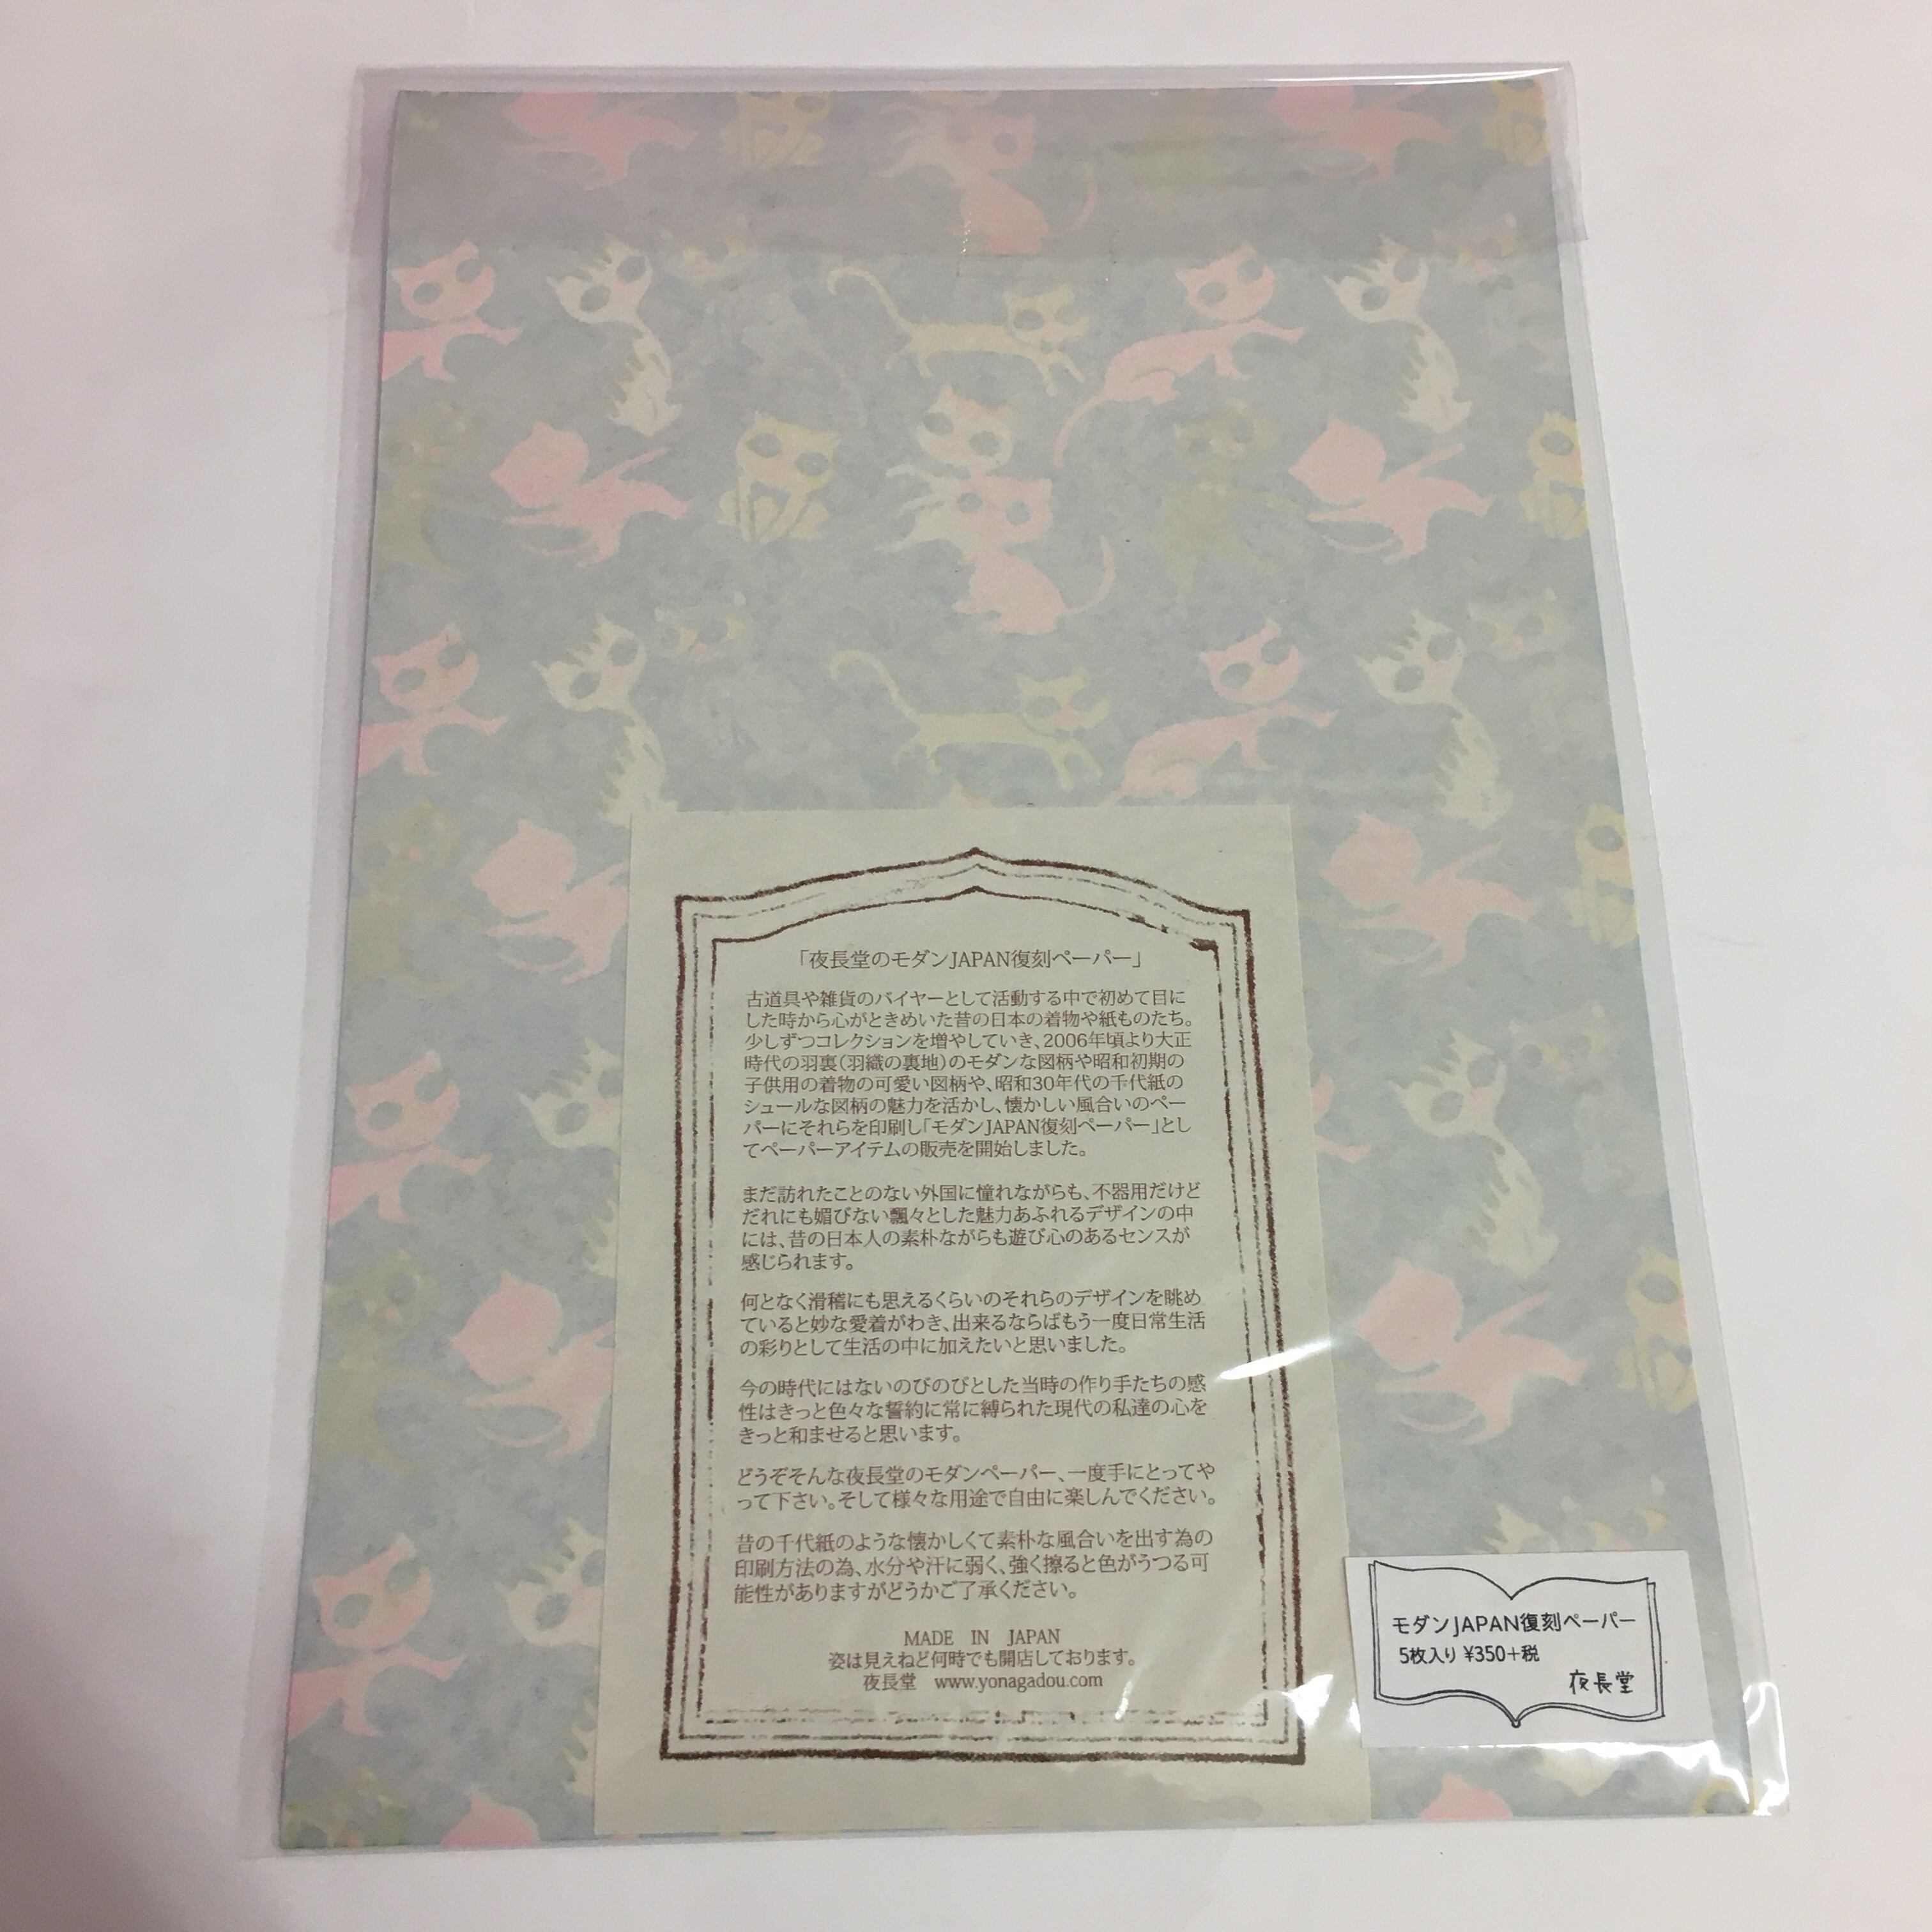 「夜長堂のモダンJAPAN復刻ペーパー」
古道具や雑貨のバイヤーとして活動する中で初めて目に
した時から心がときめいた昔の日本の着物や紙ものたち。
少しずつコレクションを増やしていき、2006年頃より大正
時代の羽裏(羽織の裏地)のモダンな図柄や昭和初期の
子供用の着物の可愛い図柄や、昭和30年代の千代紙の
シュールな図柄の魅力を活かし、懐かしい風合いのペー
パーにそれらを印刷し「モダンJAPAN復刻ペーパー」とし
てペーパーアイテムの販売を開始しました。
まだ訪れたことのない外国に憧れながらも、不器用だけど
だれにも媚びない飄々とした魅力あふれるデザインの中
には、昔の日本人の素朴ながらも遊び心のあるセンスが
感じられます。
何となく滑稽にも思えるくらいのそれらのデザインを眺め
ていると妙な愛着がわき、出来るならばもう一度日常生活
の彩りとして生活の中に加えたいと思いました。
今の時代にはないのびのびとした当時の作り手たちの感
性はきっと色々な誓約に常に縛られた現代の私達の心を
きっと和ませると思います。
どうぞそんな夜長堂のモダンペーパー、一度手にとってや
って下さい。そして様々な用途で自由に楽しんでください。
昔の千代紙のような懐かしくて素朴な風合いを出す為の
印刷方法の為、水分や汗に弱く、強く擦ると色がうつる可
能性がありますがどうかご了承ください。
MADE IN JAPAN
姿は見えねど何時でも開店しております。
夜長堂 www.yonagadou.com
モダンJAPAN復刻ペーパー
5枚入り ¥350+税
夜長堂